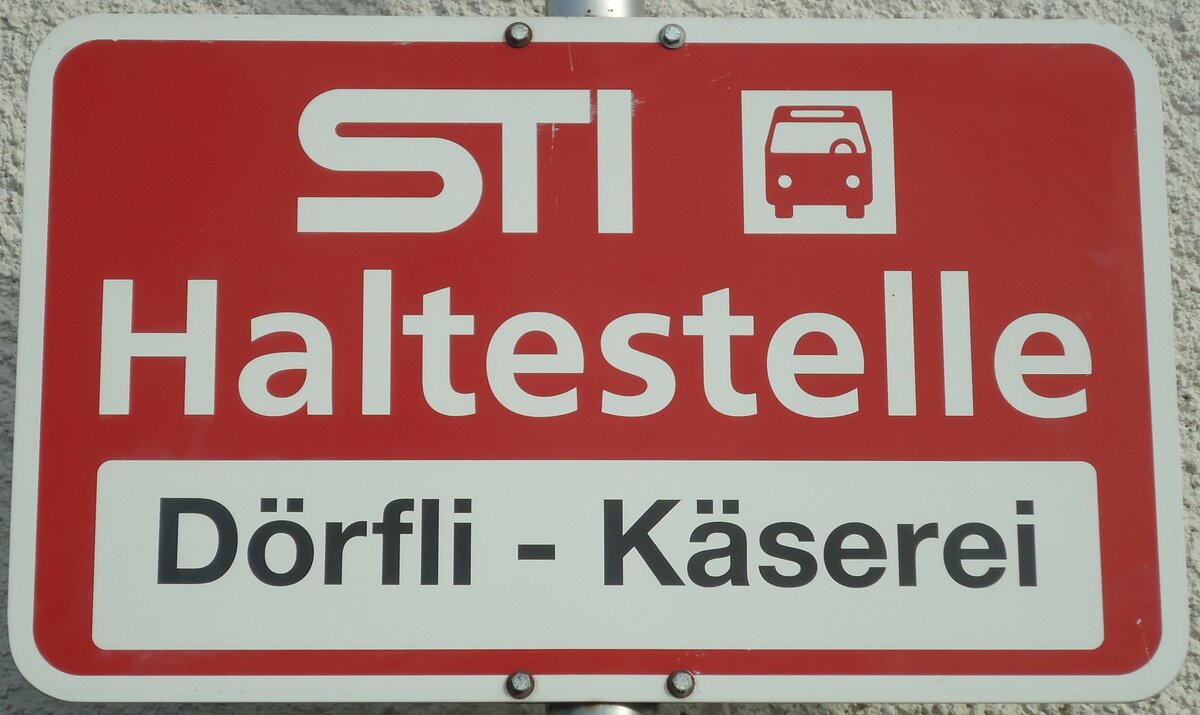 STI
Haltestelle
Dörfli - Käserei